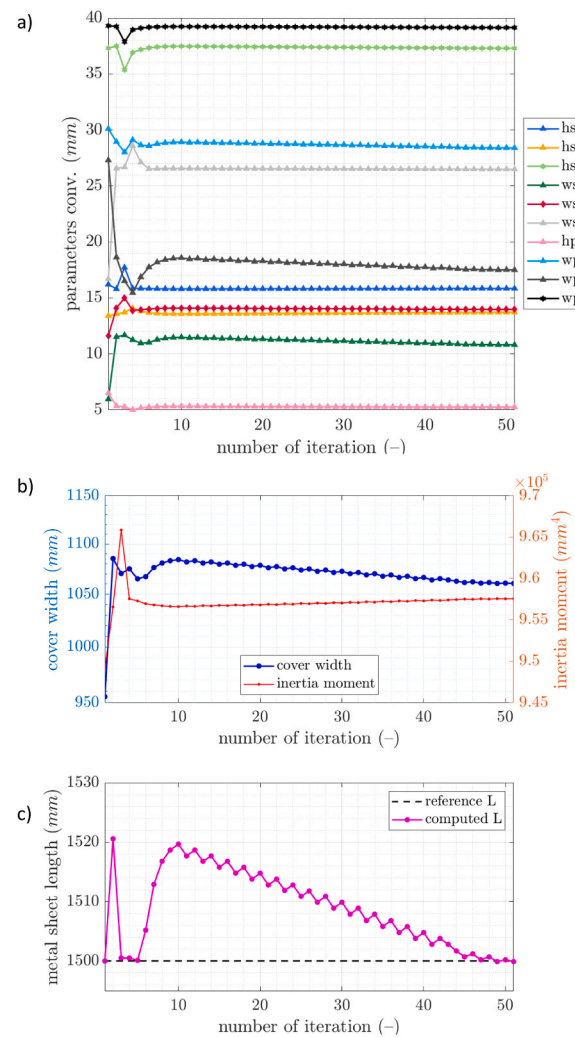 a)
parameters conv. (mm)
40
35
30
25
20
15
10
5
10 20 30 40 50
number of iteration (–)
hs
hs
hs
ws
ws
ws
hp
wp
wp
wp
b)
×10⁵
cover width (mm)
1150
1100
1050
1000
950
9.7
9.65
9.6
9.55
9.5
9.45
inertia moment (mm⁴)
cover width
inertia moment
10 20 30 40 50
number of iteration (–)
c)
metal sheet length (mm)
1530
1520
1510
1500
reference L
computed L
10 20 30 40 50
number of iteration (–)